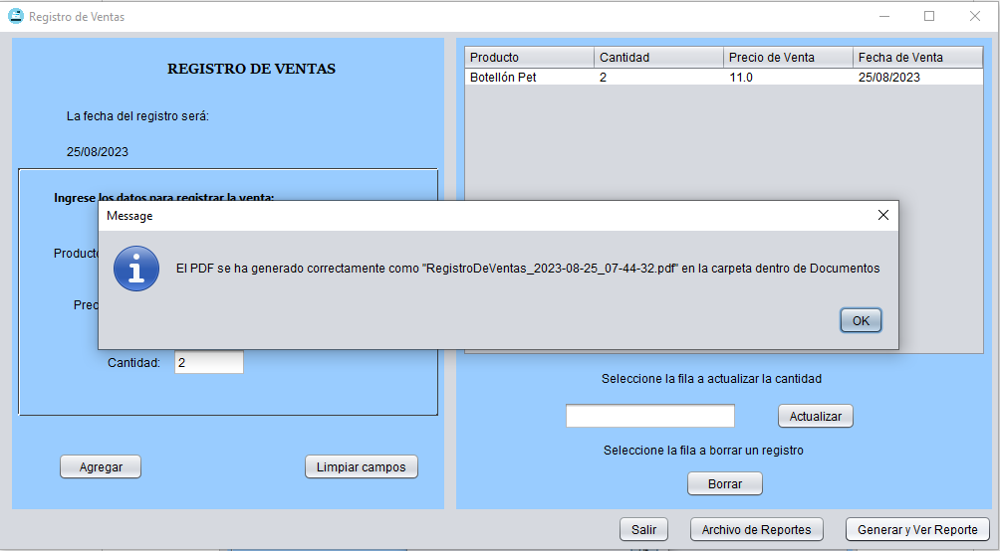 Registro de Ventas
REGISTRO DE VENTAS
La fecha del registro será:
25/08/2023
Ingrese los datos para registrar la venta:
Cantidad:
2
Producto Cantidad Precio de Venta Fecha de Venta
Botellón Pet 2 11.0 25/08/2023
Message
El PDF se ha generado correctamente como "RegistroDeVentas_2023-08-25_07-44-32.pdf" en la carpeta dentro de Documentos
OK
Seleccione la fila a actualizar la cantidad
Actualizar
Seleccione la fila a borrar un registro
Borrar
Agregar
Limpiar campos
Salir
Archivo de Reportes
Generar y Ver Reporte